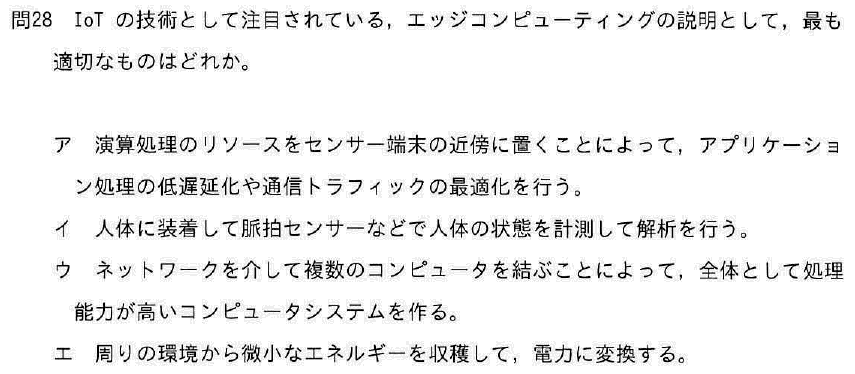 問28 IoT の技術として注目されている，エッジコンピューティングの説明として，最も
適切なものはどれか。
ア 演算処理のリソースをセンサー端末の近傍に置くことによって，アプリケーショ
ン処理の低遅延化や通信トラフィックの最適化を行う。
イ 人体に装着して脈拍センサーなどで人体の状態を計測して解析を行う。
ウ ネットワークを介して複数のコンピュータを結ぶことによって，全体として処理
能力が高いコンピュータシステムを作る。
エ 周りの環境から微小なエネルギーを収穫して，電力に変換する。